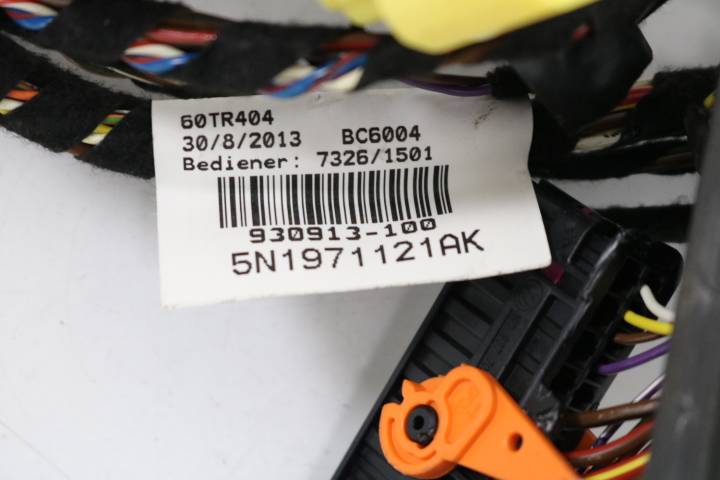 60TR404
30/8/2013 BC6004
Bediener: 7326/1501
930913-100
5N1971121AK